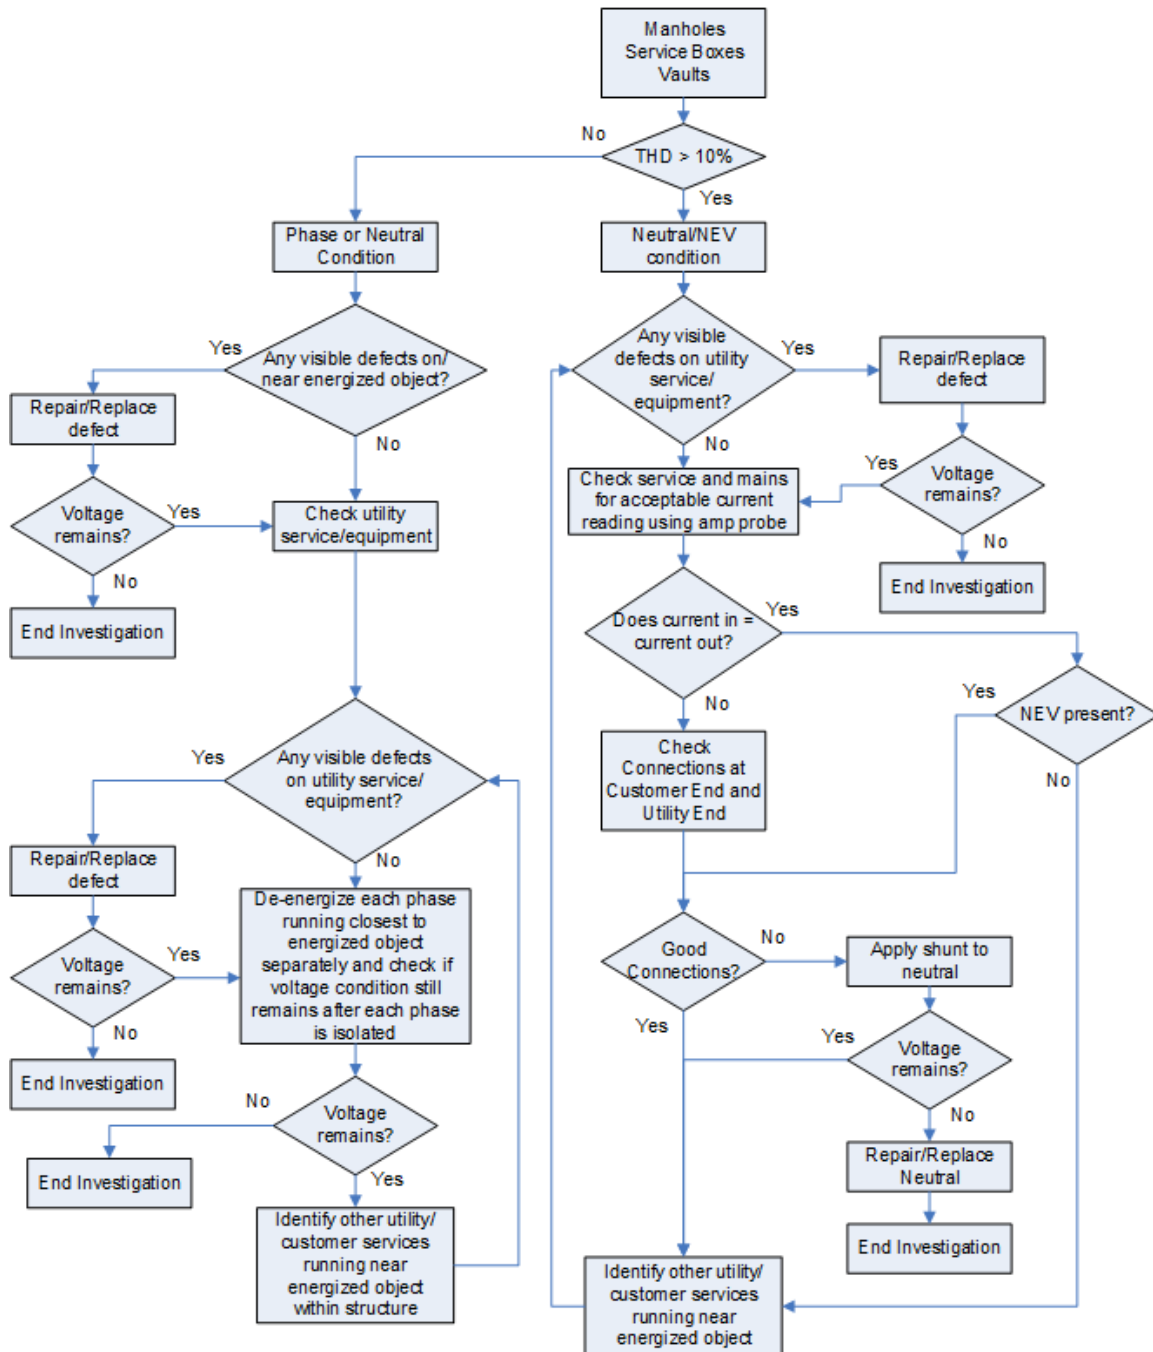 Manholes
Service Boxes
Vaults
No
THD > 10%
Yes
Phase or Neutral
Condition
Neutral/NEV
condition
Yes
Any visible defects on/
near energized object?
No
Any visible
defects on utility
service/
equipment?
Yes
No
Repair/Replace
defect
Repair/Replace
defect
Voltage
remains?
Yes
No
Check utility
service/equipment
Check service and mains
for acceptable current
reading using amp probe
Yes
Voltage
remains?
No
End Investigation
End Investigation
Does current in =
current out?
Yes
No
Yes
NEV present?
No
Check
Connections at
Customer End and
Utility End
Yes
Any visible defects
on utility service/
equipment?
No
Repair/Replace
defect
Voltage
remains?
Yes
No
End Investigation
De-energize each phase
running closest to
energized object
separately and check if
voltage condition still
remains after each phase
is isolated
Good
Connections?
No
Yes
Apply shunt to
neutral
Yes
Voltage
remains?
No
Repair/Replace
Neutral
End Investigation
No
Voltage
remains?
Yes
End Investigation
Identify other utility/
customer services
running near
energized object
within structure
Identify other utility/
customer services
running near
energized object